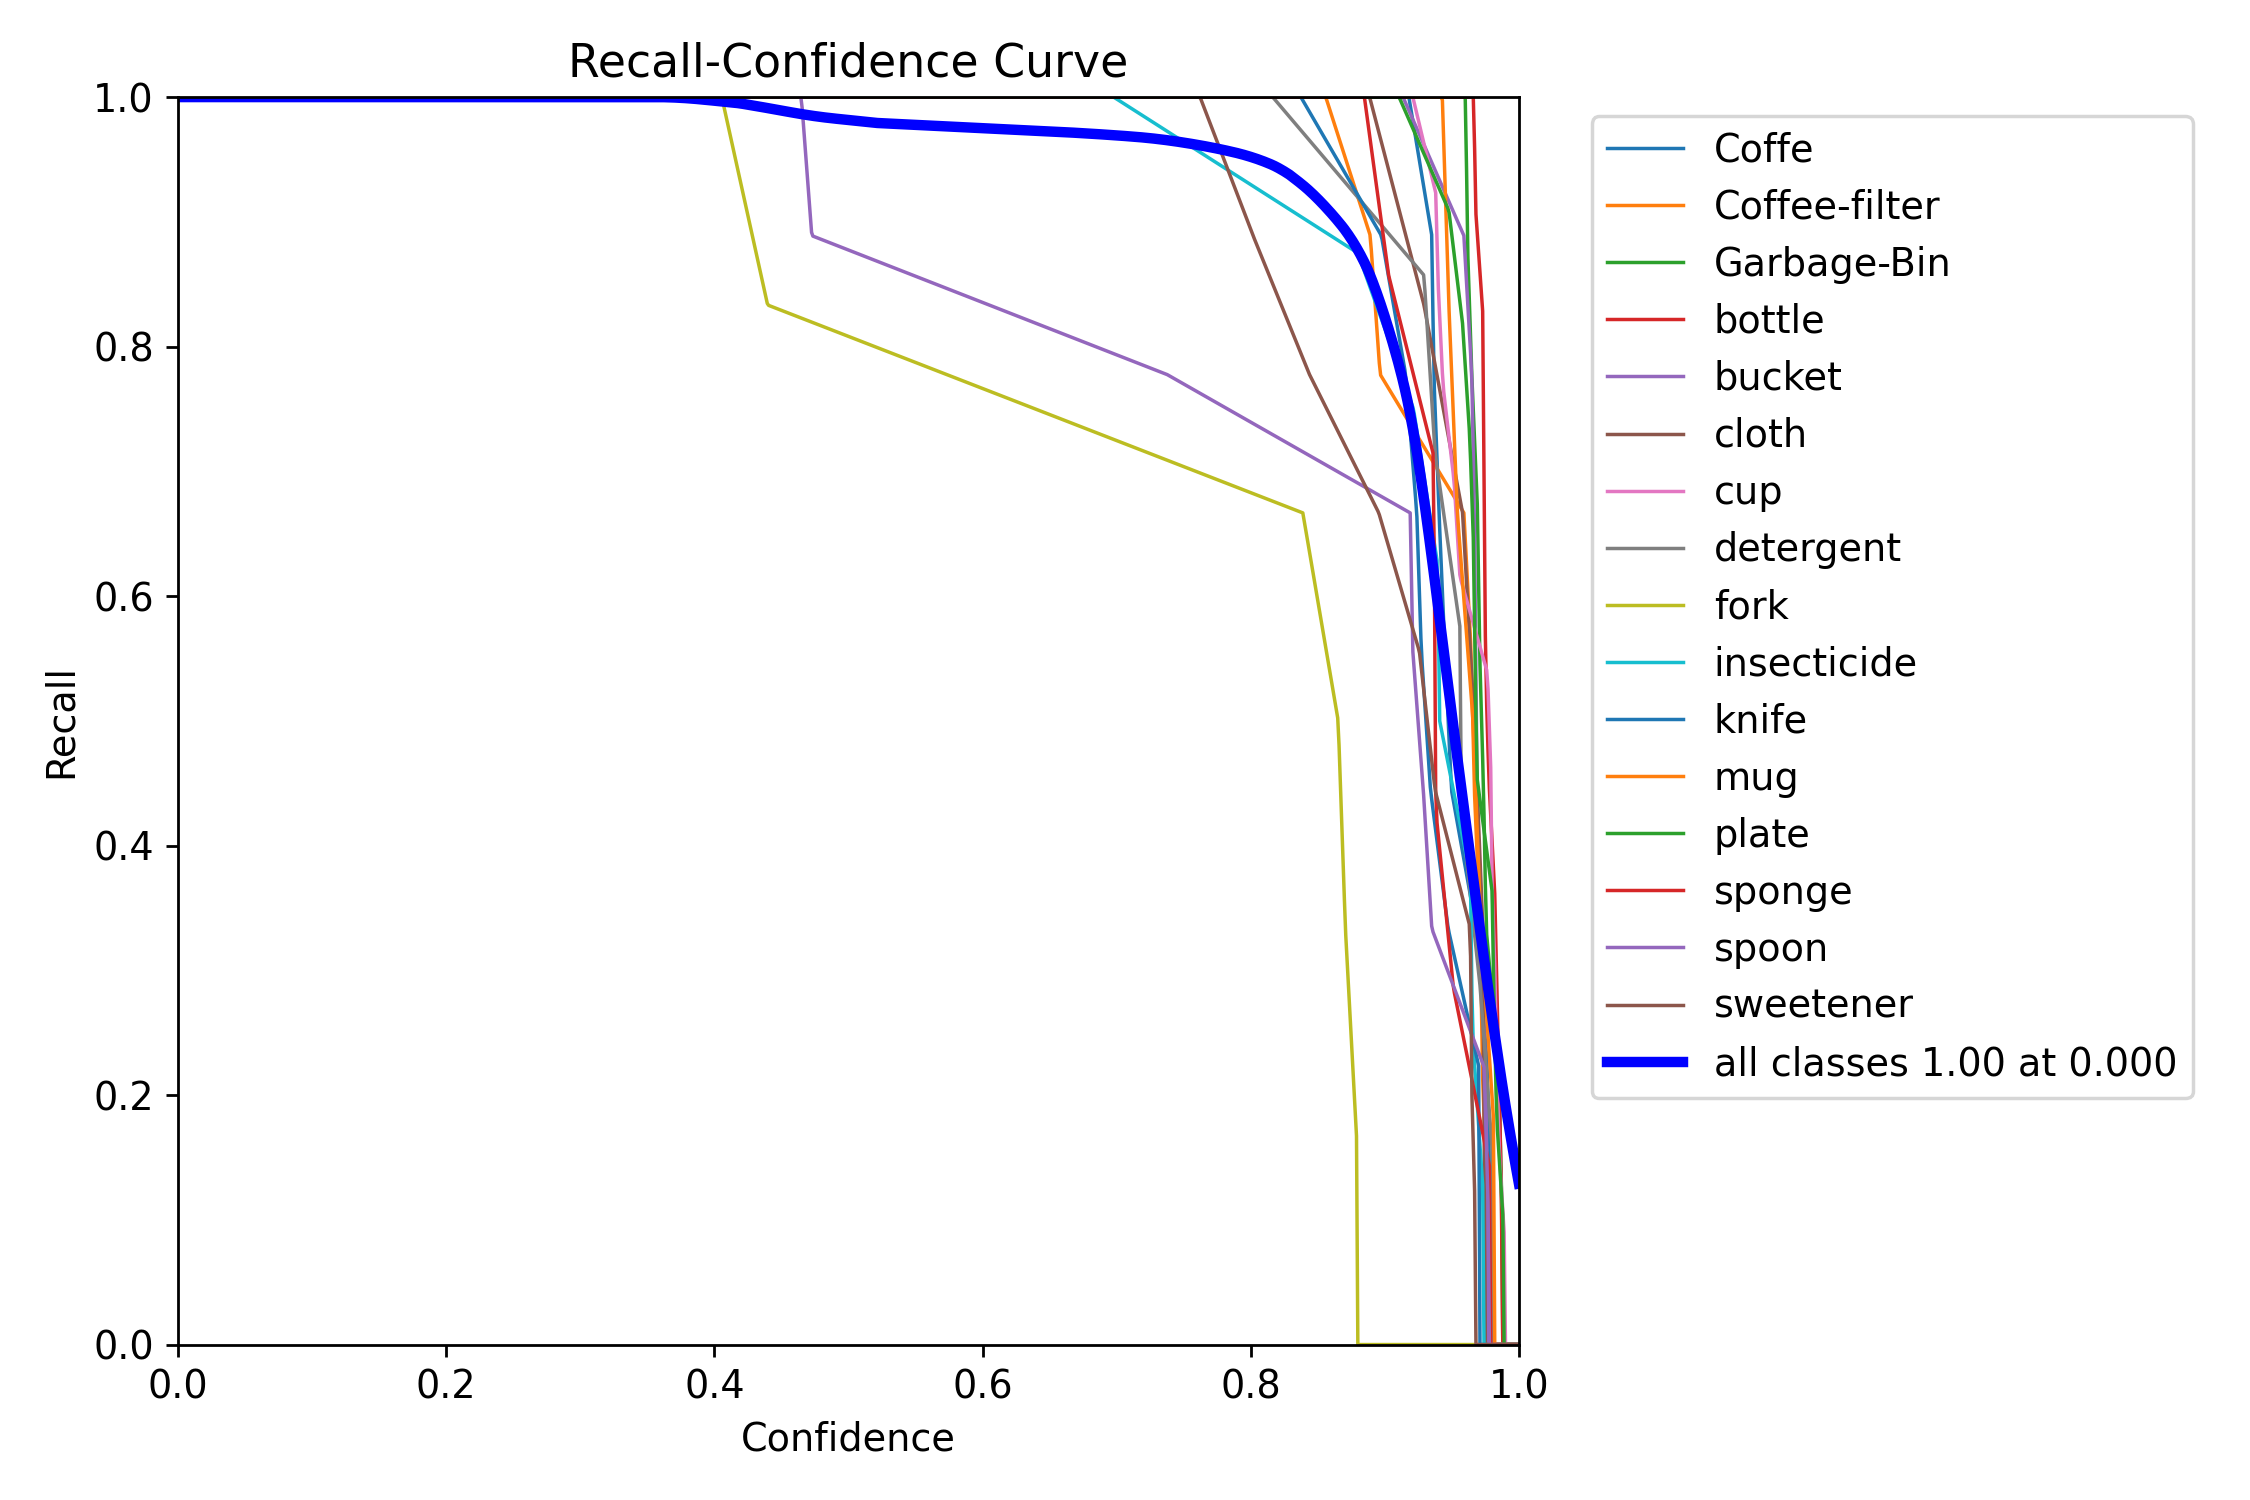 Recall-Confidence Curve
1.0
0.8
0.6
0.4
0.2
0.0
Recall
0.0 0.2 0.4 0.6 0.8 1.0
Confidence
Coffe
Coffee-filter
Garbage-Bin
bottle
bucket
cloth
cup
detergent
fork
insecticide
knife
mug
plate
sponge
spoon
sweetener
all classes 1.00 at 0.000